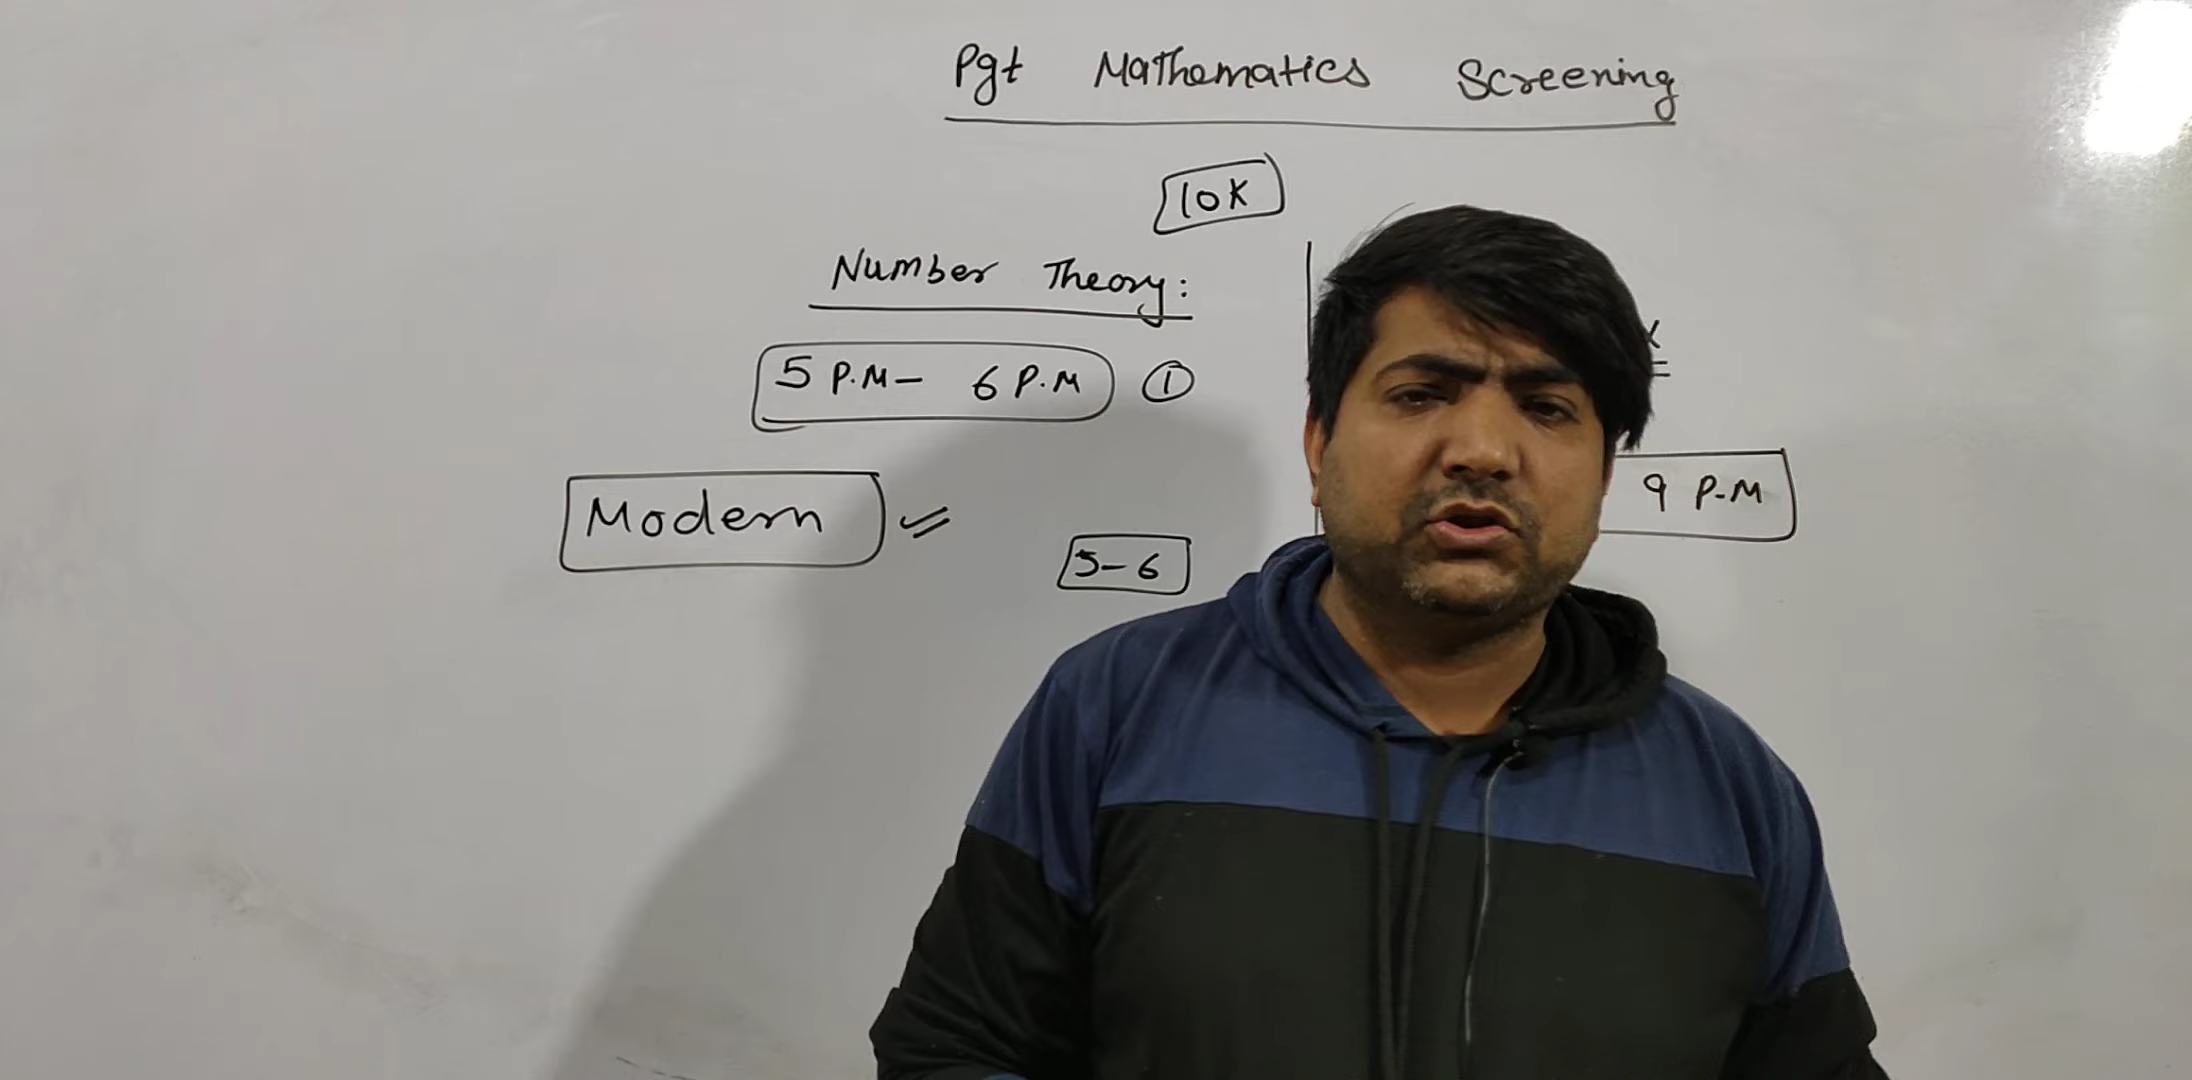 Pgt Mathematics Screening
10K
Number Theory:
5 P.M – 6 P.M ①
9 P-M
Modern
5-6